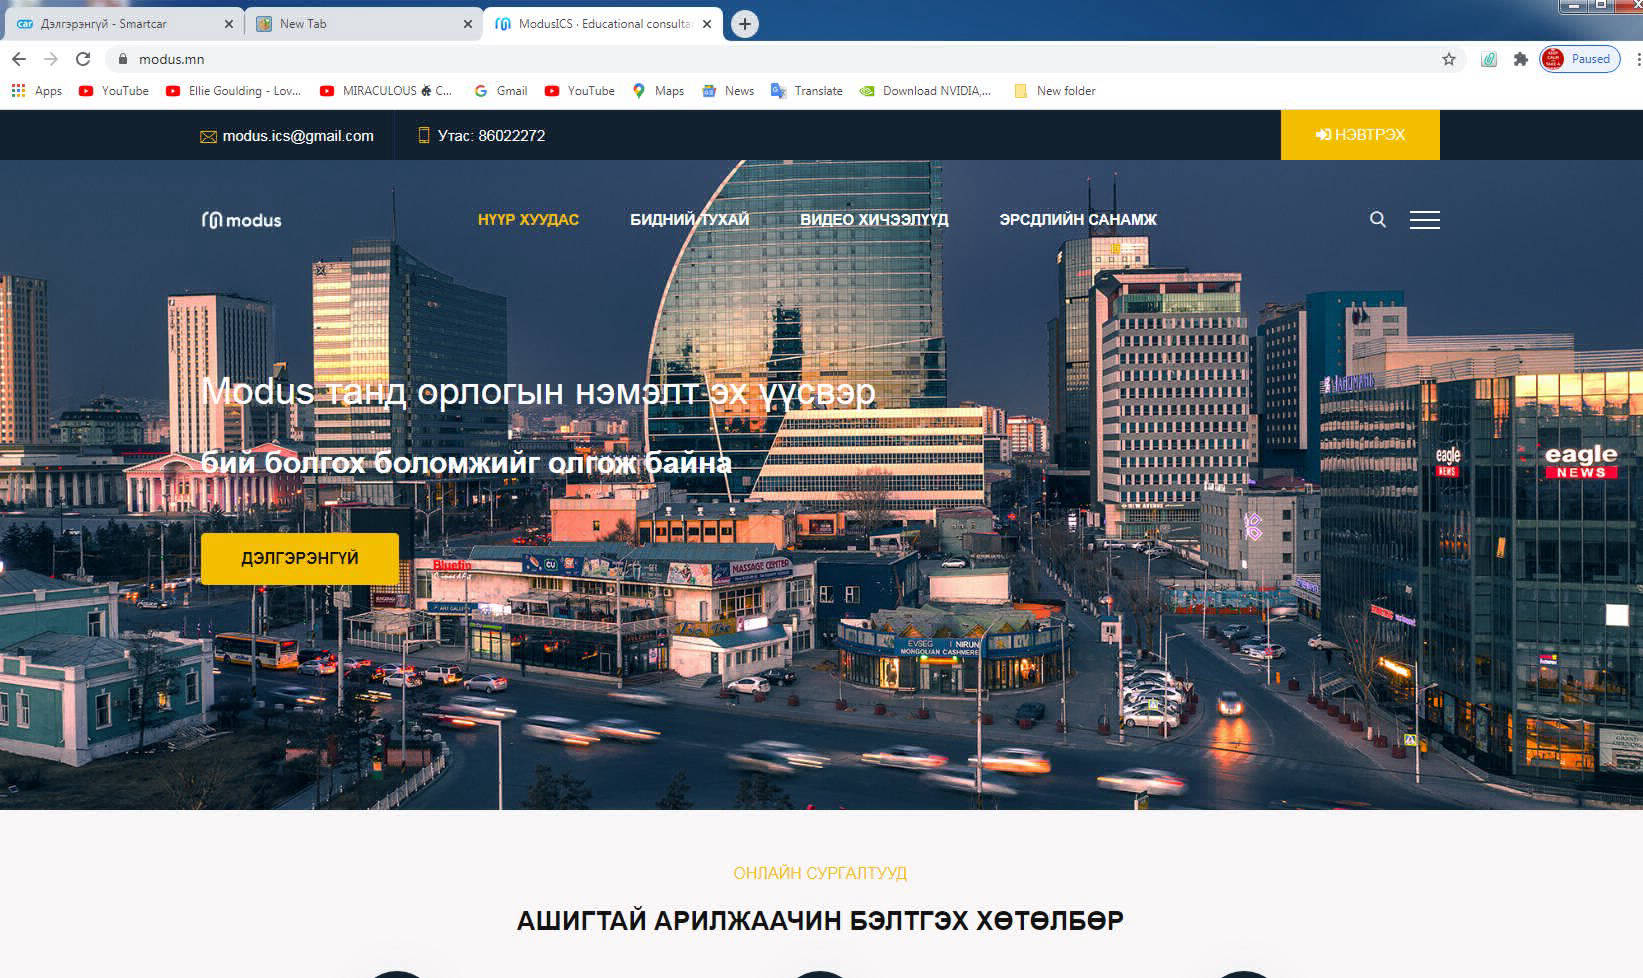 Дэлгэрэнгүй - Smartcar
New Tab
ModusICS · Educational consulta
modus.mn
Paused
Apps
YouTube
Ellie Goulding - Lov...
MIRACULOUS 🐞 C...
Gmail
YouTube
Maps
News
Translate
Download NVIDIA,...
New folder
modus.ics@gmail.com
Утас: 86022272
НЭВТРЭХ
modus
НҮҮР ХУУДАС
БИДНИЙ ТУХАЙ
ВИДЕО ХИЧЭЭЛҮҮД
ЭРСДЛИЙН САНАМЖ
Modus танд орлогын нэмэлт эх үүсвэр
бий болгох боломжийг олгож байна
ДЭЛГЭРЭНГҮЙ
eagle
NEWS
eagle
NEWS
Bluefin
MASSAGE CENTER
ART GALLERY
EVSEG
NIRUN
MONGOLIAN CASHMERE
ОНЛАЙН СУРГАЛТУУД
АШИГТАЙ АРИЛЖААЧИН БЭЛТГЭХ ХӨТӨЛБӨР